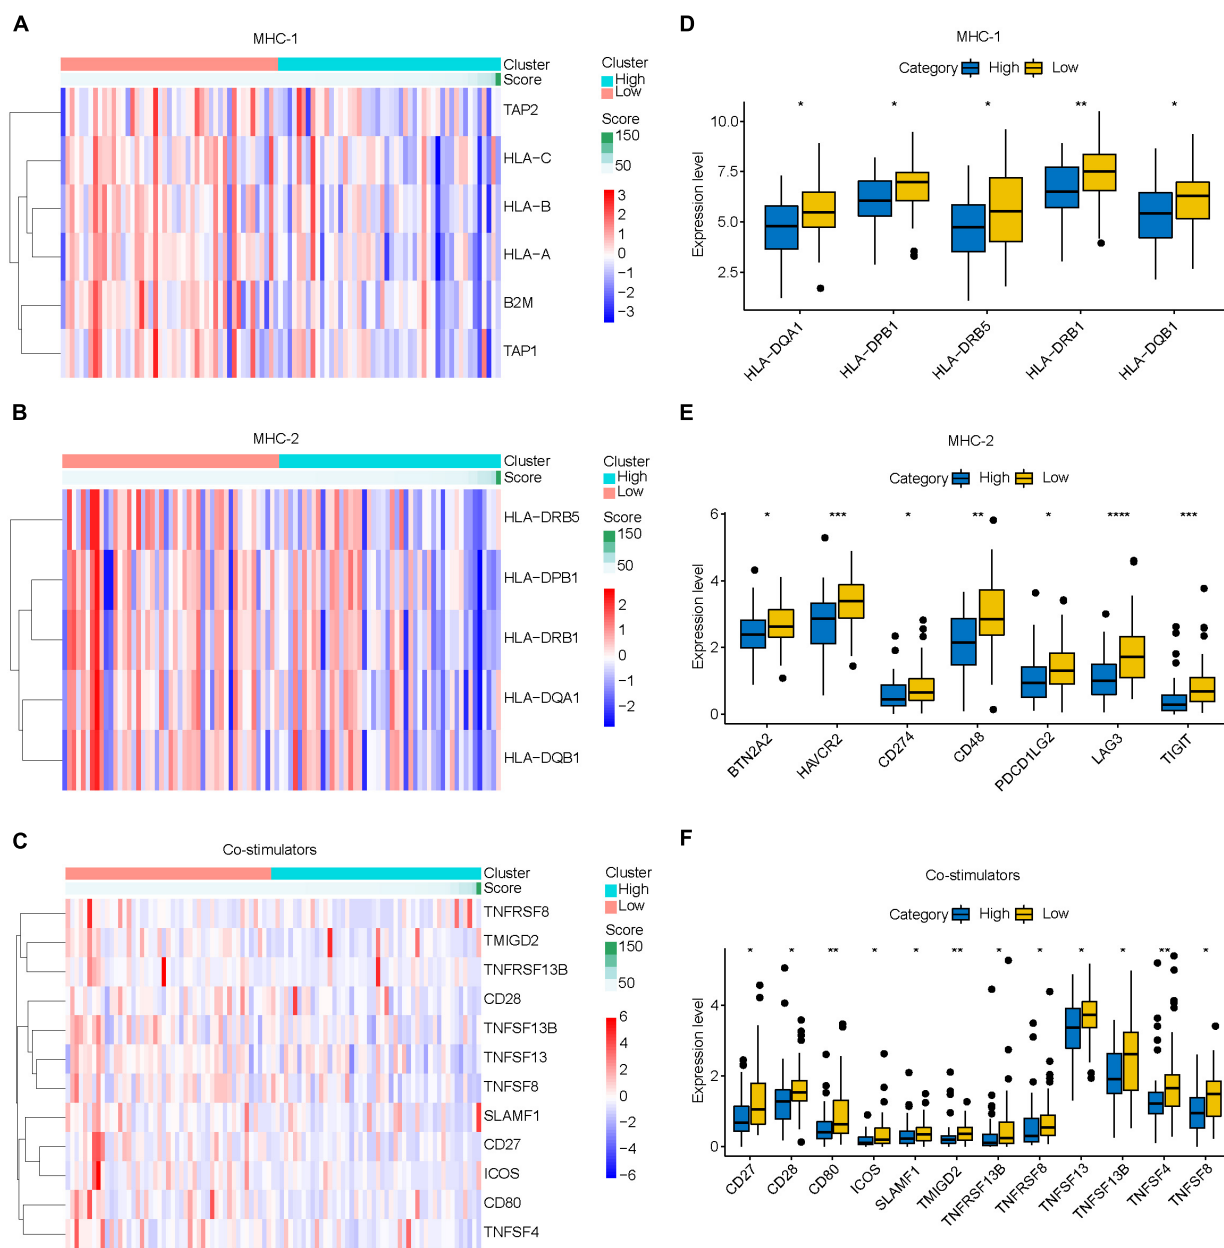 A
MHC-1
Cluster
Score
TAP2
HLA-C
HLA-B
HLA-A
B2M
TAP1
Cluster
High
Low
Score
150
50
3
2
1
0
−1
−2
−3
D
MHC-1
Category High Low
* * * ** *
Expression level
10.0
7.5
5.0
2.5
HLA-DQA1
HLA-DPB1
HLA-DRB5
HLA-DRB1
HLA-DQB1
B
MHC-2
Cluster
Score
HLA-DRB5
HLA-DPB1
HLA-DRB1
HLA-DQA1
HLA-DQB1
Cluster
High
Low
Score
150
50
2
1
0
−1
−2
E
MHC-2
Category High Low
* *** * ** * **** ***
Expression level
6
4
2
0
BTN2A2
HAVCR2
CD274
CD48
PDCD1LG2
LAG3
TIGIT
C
Co-stimulators
Cluster
Score
TNFRSF8
TMIGD2
TNFRSF13B
CD28
TNFSF13B
TNFSF13
TNFSF8
SLAMF1
CD27
ICOS
CD80
TNFSF4
Cluster
High
Low
Score
150
50
6
4
2
0
−2
−4
−6
F
Co-stimulators
Category High Low
* * ** * * ** * * * * ** *
Expression level
4
2
0
CD27
CD28
CD80
ICOS
SLAMF1
TMIGD2
TNFRSF13B
TNFRSF8
TNFSF13
TNFSF13B
TNFSF4
TNFSF8